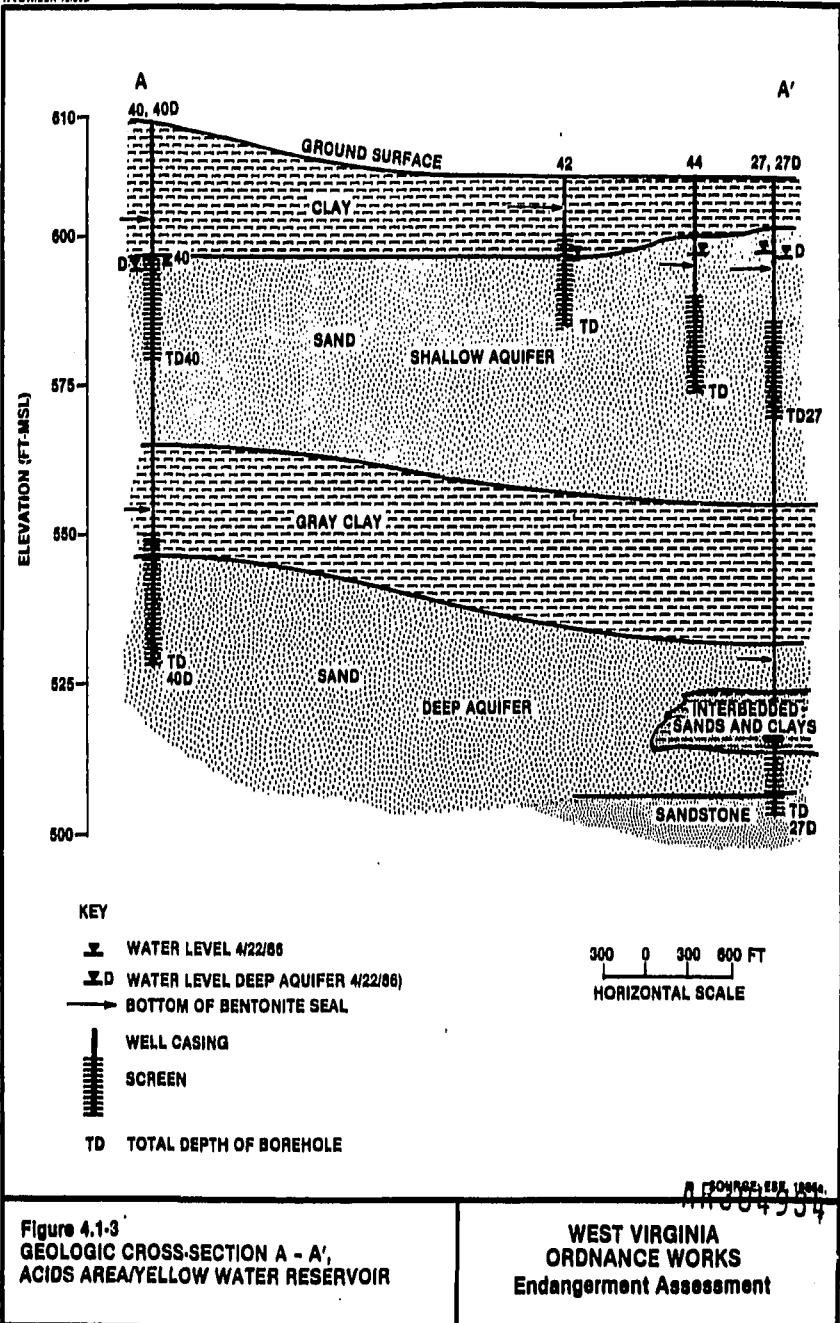 A
A'
40, 40D
610
GROUND SURFACE
42
44
27, 27D
CLAY
600
D
40
D
SAND
TD40
SHALLOW AQUIFER
TD
575
TD
TD27
ELEVATION (FT-MSL)
550
GRAY CLAY
TD
40D
525
SAND
DEEP AQUIFER
INTERBEDDED
SANDS AND CLAYS
500
SANDSTONE
TD
27D
KEY
WATER LEVEL 4/22/86
D WATER LEVEL DEEP AQUIFER 4/22/86)
BOTTOM OF BENTONITE SEAL
WELL CASING
SCREEN
TD TOTAL DEPTH OF BOREHOLE
300 0 300 600 FT
HORIZONTAL SCALE
SOURCE: ESE,
Figure 4.1-3
GEOLOGIC CROSS-SECTION A - A',
ACIDS AREA/YELLOW WATER RESERVOIR
WEST VIRGINIA
ORDNANCE WORKS
Endangerment Assessment